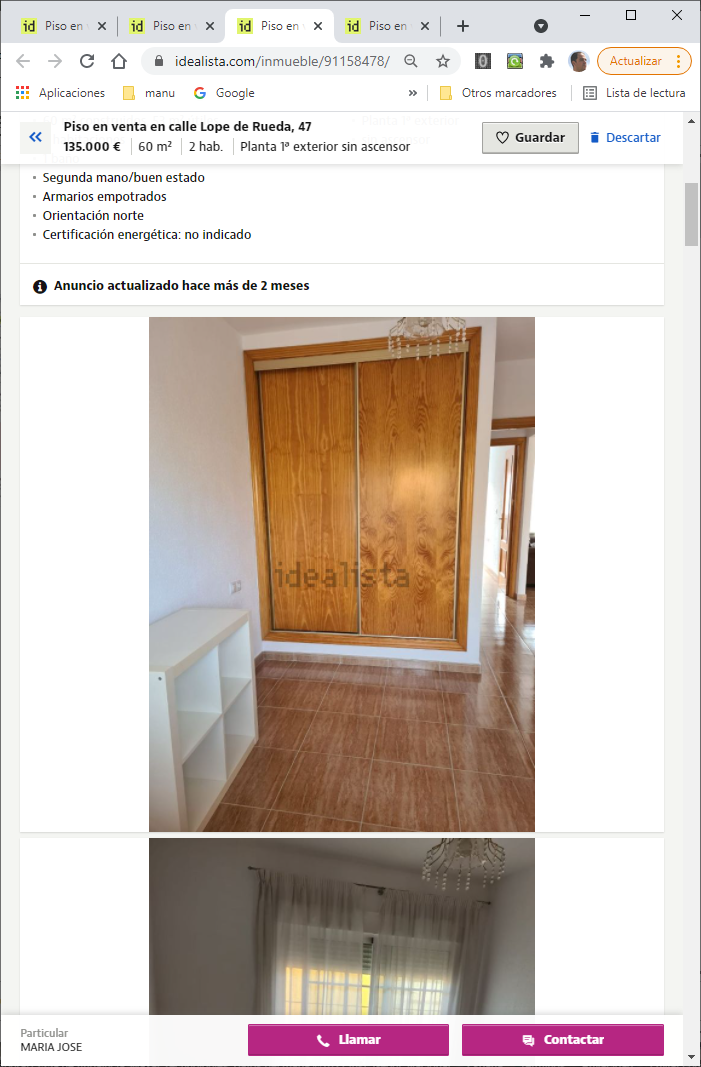 id Piso en v
id Piso en v
id Piso en v
id Piso en v
idealista.com/inmueble/91158478/
Actualizar
Aplicaciones
manu
Google
»
Otros marcadores
Lista de lectura
Piso en venta en calle Lope de Rueda, 47
135.000 € 60 m² 2 hab. Planta 1ª exterior sin ascensor
Guardar
Descartar
• Segunda mano/buen estado
• Armarios empotrados
• Orientación norte
• Certificación energética: no indicado
Anuncio actualizado hace más de 2 meses
idealista
Particular
MARIA JOSE
Llamar
Contactar